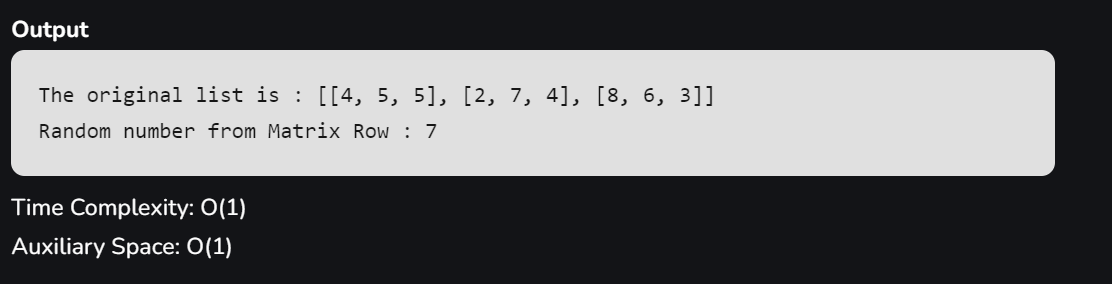 Output
The original list is : [[4, 5, 5], [2, 7, 4], [8, 6, 3]]
Random number from Matrix Row : 7
Time Complexity: O(1)
Auxiliary Space: O(1)